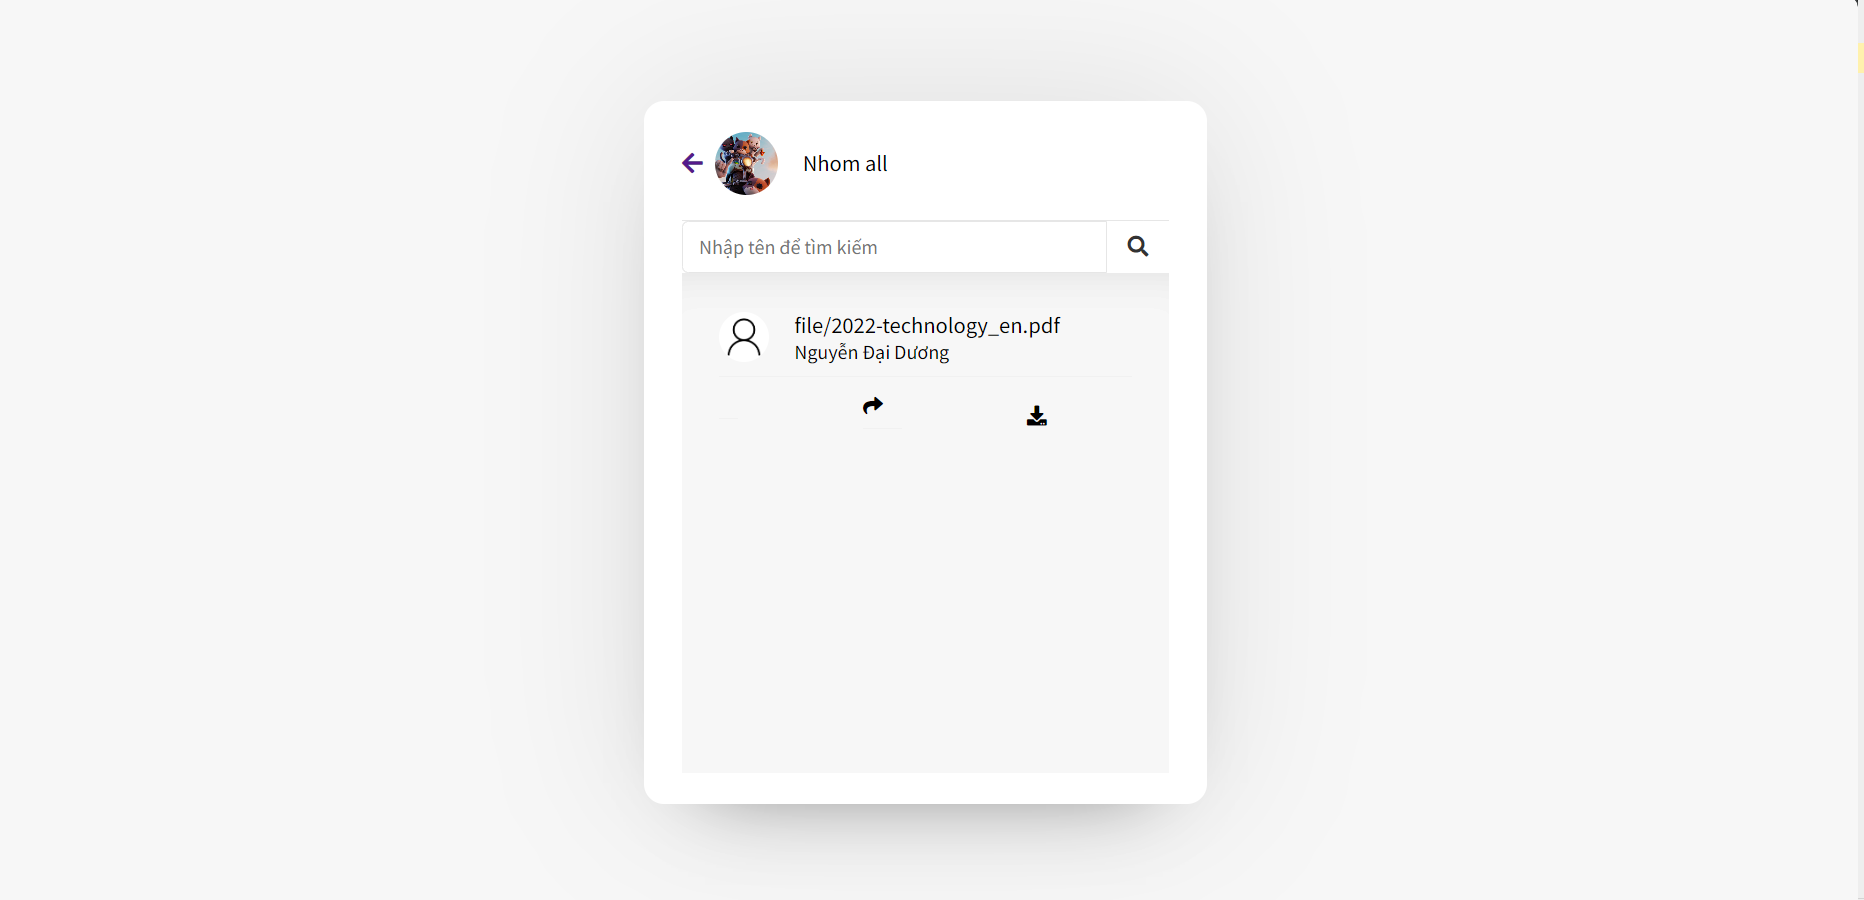 Nhom all
Nhập tên để tìm kiếm
file/2022-technology_en.pdf
Nguyễn Đại Dương